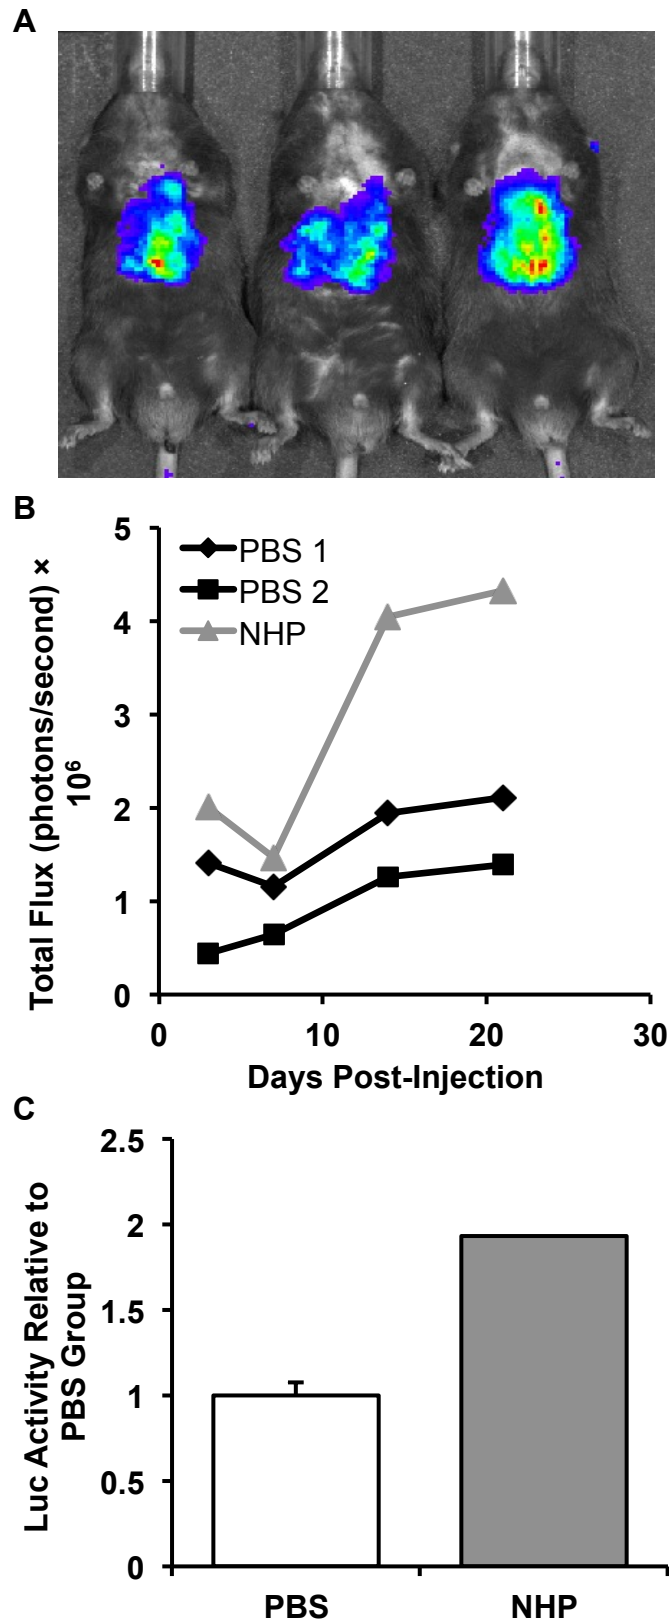 A
B
Total Flux (photons/second) ×
10⁶
5
4
3
2
1
0
PBS 1
PBS 2
NHP
0 10 20 30
Days Post-Injection
C
Luc Activity Relative to
PBS Group
2.5
2
1.5
1
0.5
0
PBS NHP